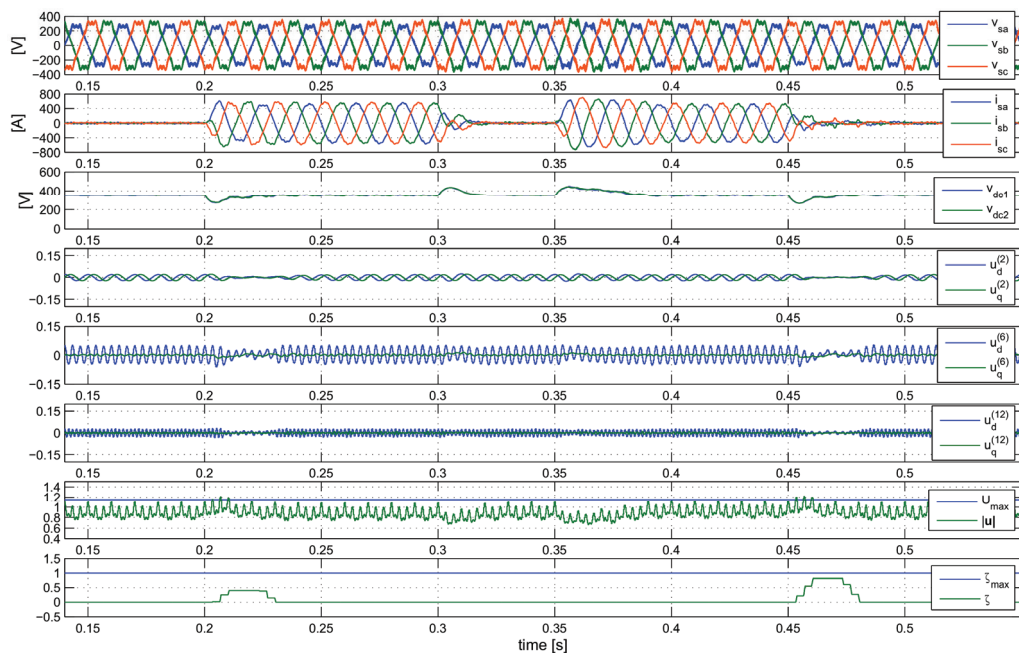 400
200
0
−200
−400
[V]
v_sa
v_sb
v_sc
0.15 0.2 0.25 0.3 0.35 0.4 0.45 0.5
800
400
0
−400
−800
[A]
i_sa
i_sb
i_sc
0.15 0.2 0.25 0.3 0.35 0.4 0.45 0.5
600
400
200
0
[V]
v_dc1
v_dc2
0.15 0.2 0.25 0.3 0.35 0.4 0.45 0.5
0.15
0
−0.15
u_d^(2)
u_q^(2)
0.15 0.2 0.25 0.3 0.35 0.4 0.45 0.5
0.15
0
−0.15
u_d^(6)
u_q^(6)
0.15 0.2 0.25 0.3 0.35 0.4 0.45 0.5
0.15
0
−0.15
u_d^(12)
u_q^(12)
0.15 0.2 0.25 0.3 0.35 0.4 0.45 0.5
1.4
1.2
1
0.8
0.6
0.4
U_max
|u|
0.15 0.2 0.25 0.3 0.35 0.4 0.45 0.5
1.5
1
0.5
0
−0.5
ζ_max
ζ
0.15 0.2 0.25 0.3 0.35 0.4 0.45 0.5
time [s]